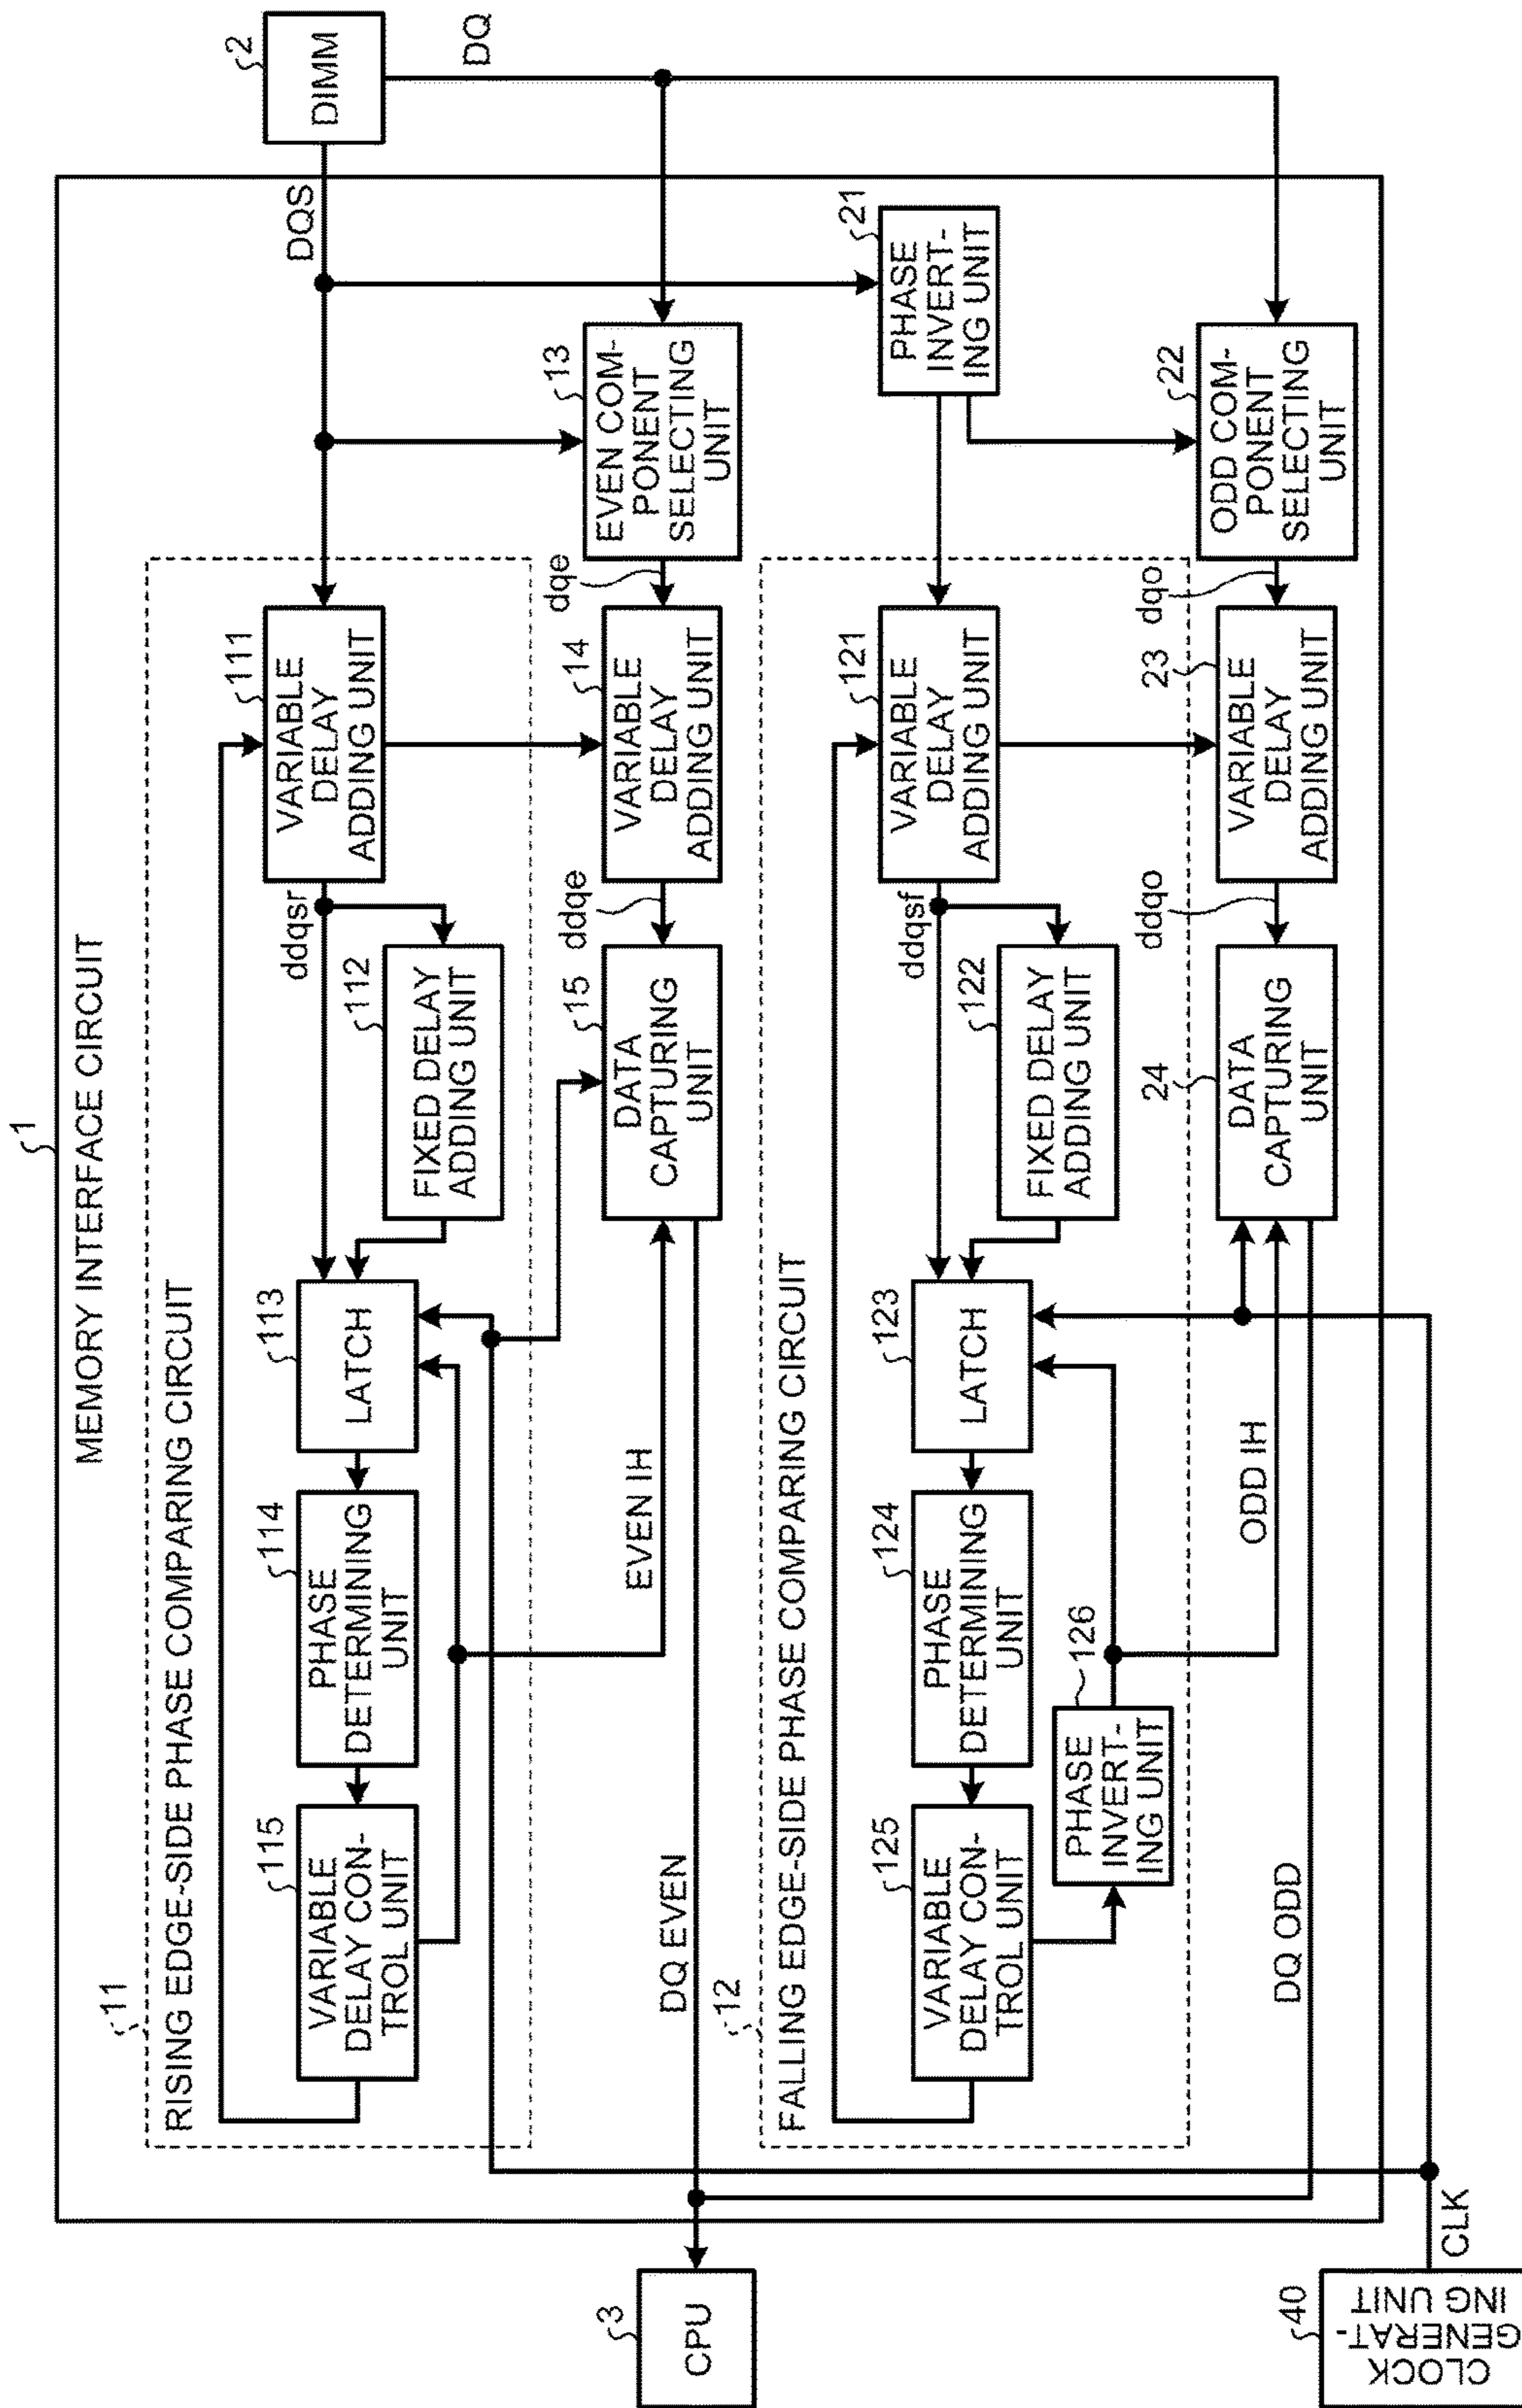 1
MEMORY INTERFACE CIRCUIT
11
RISING EDGE-SIDE PHASE COMPARING CIRCUIT
115
VARIABLE
DELAY CON-
TROL UNIT
114
PHASE
DETERMINING
UNIT
113
LATCH
112
FIXED DELAY
ADDING UNIT
ddqsr
111
VARIABLE
DELAY
ADDING UNIT
DQS
2
DIMM
DQ
EVEN IH
15
DATA
CAPTURING
UNIT
ddqe
14
VARIABLE
DELAY
ADDING UNIT
dqe
13
EVEN COM-
PONENT
SELECTING
UNIT
3
CPU
DQ EVEN
12
FALLING EDGE-SIDE PHASE COMPARING CIRCUIT
125
VARIABLE
DELAY CON-
TROL UNIT
124
PHASE
DETERMINING
UNIT
123
LATCH
122
FIXED DELAY
ADDING UNIT
ddqsf
121
VARIABLE
DELAY
ADDING UNIT
21
PHASE
INVERT-
ING UNIT
126
PHASE
INVERT-
ING UNIT
ODD IH
24
DATA
CAPTURING
UNIT
ddqo
23
VARIABLE
DELAY
ADDING UNIT
dqo
22
ODD COM-
PONENT
SELECTING
UNIT
DQ ODD
40
CLOCK
GENERAT-
ING UNIT
CLK